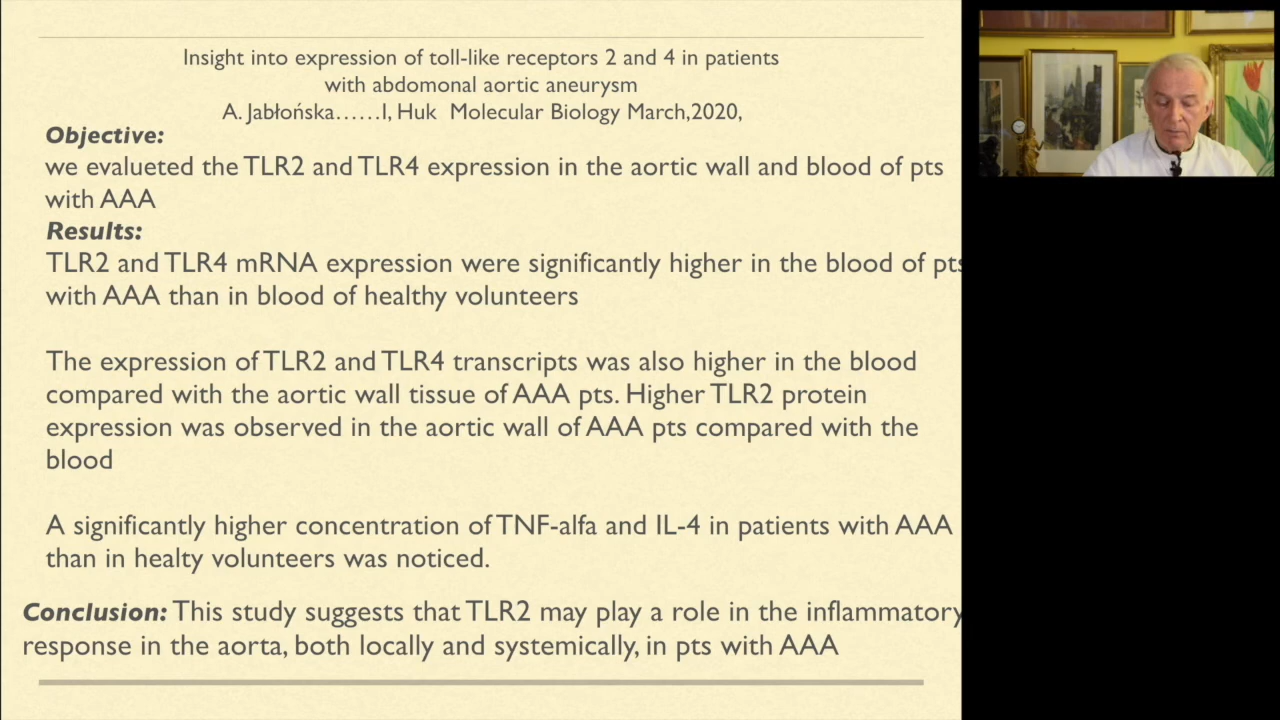 Insight into expression of toll-like receptors 2 and 4 in patients
with abdomonal aortic aneurysm
A. Jabłońska……I, Huk  Molecular Biology March,2020,
Objective:
we evalueted the TLR2 and TLR4 expression in the aortic wall and blood of pts
with AAA
Results:
TLR2 and TLR4 mRNA expression were significantly higher in the blood of pts
with AAA than in blood of healthy volunteers
The expression of TLR2 and TLR4 transcripts was also higher in the blood
compared with the aortic wall tissue of AAA pts. Higher TLR2 protein
expression was observed in the aortic wall of AAA pts compared with the
blood
A significantly higher concentration of TNF-alfa and IL-4 in patients with AAA
than in healty volunteers was noticed.
Conclusion: This study suggests that TLR2 may play a role in the inflammatory
response in the aorta, both locally and systemically, in pts with AAA